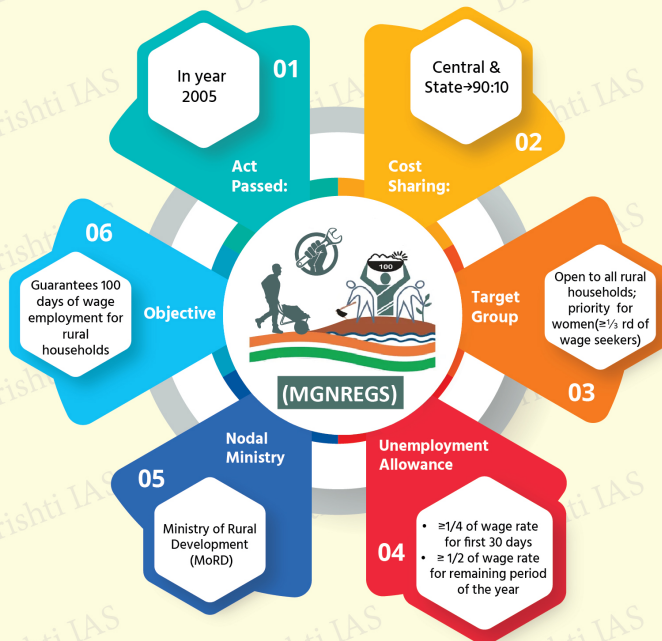 01
In year
2005
Act
Passed:
02
Central &
State→90:10
Cost
Sharing:
03
Open to all rural
households;
priority for
women(≥⅓ rd of
wage seekers)
Target
Group
04
Unemployment
Allowance
• ≥1/4 of wage rate
for first 30 days
• ≥ 1/2 of wage rate
for remaining period
of the year
05
Nodal
Ministry
Ministry of Rural
Development
(MoRD)
06
Objective
Guarantees 100
days of wage
employment for
rural
households
100
(MGNREGS)
Drishti IAS